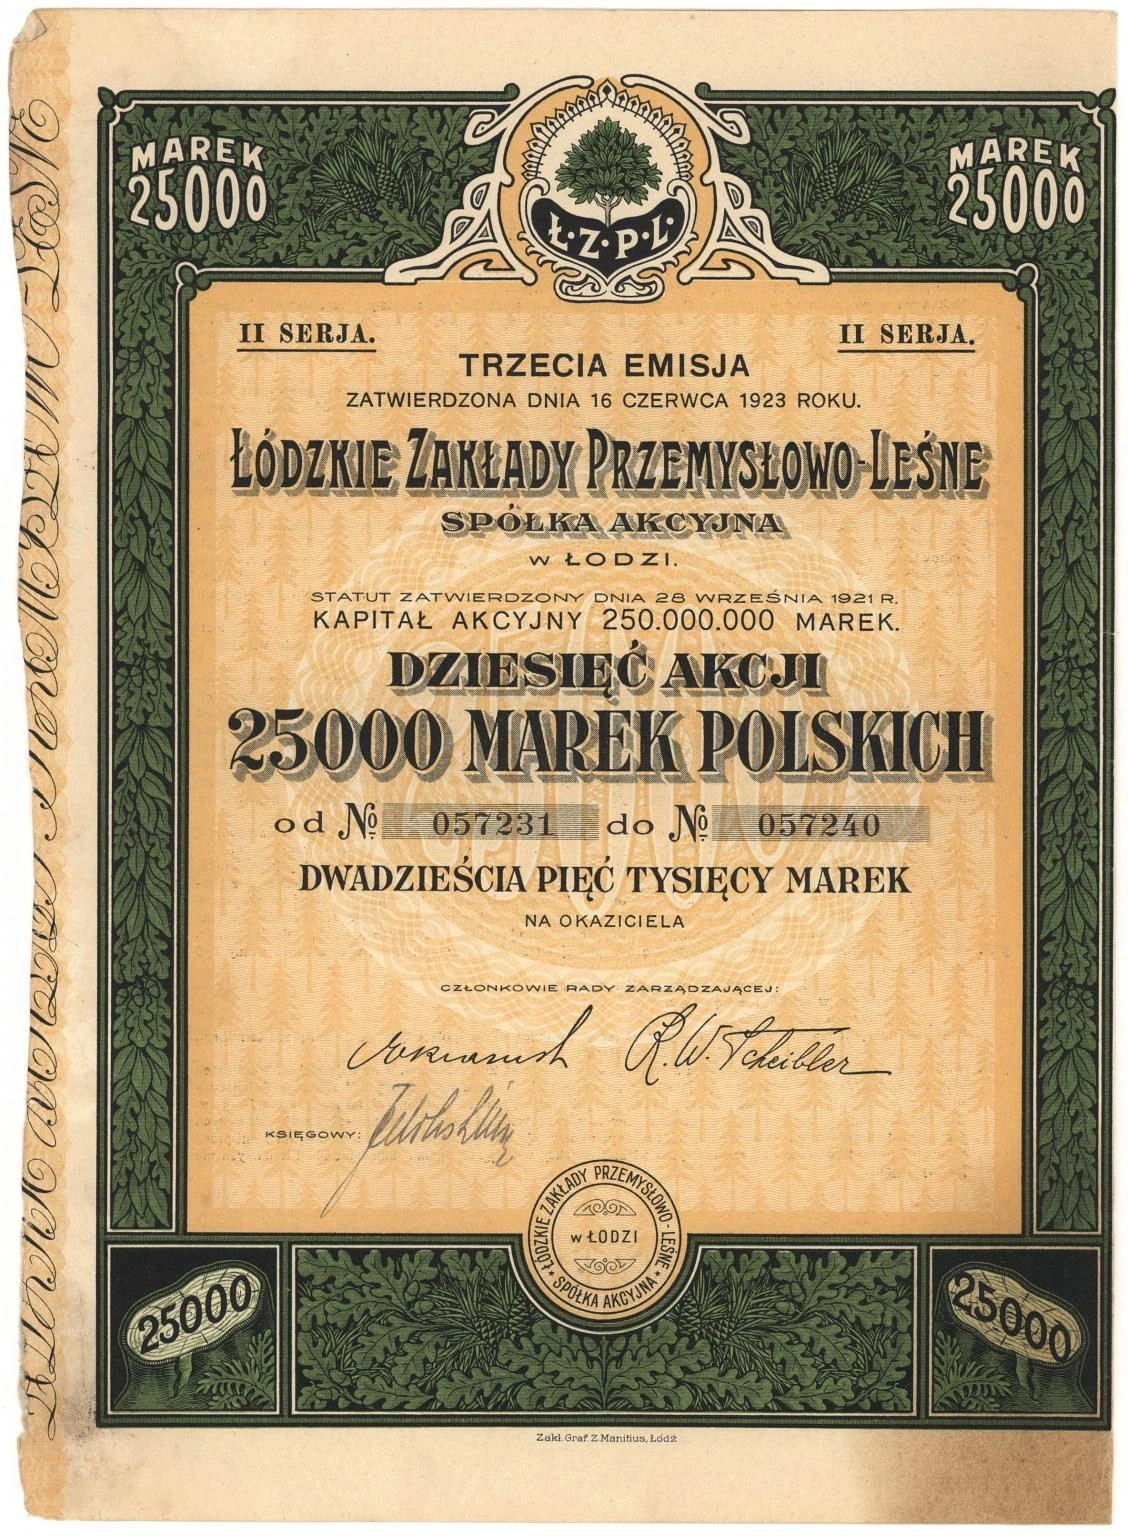 MAREK
25000
MAREK
25000
Ł·Z·P·L·
II SERJA.
II SERJA.
TRZECIA EMISJA
ZATWIERDZONA DNIA 16 CZERWCA 1923 ROKU.
ŁÓDZKIE ZAKŁADY PRZEMYSŁOWO-LEŚNE
SPÓŁKA AKCYJNA
W ŁODZI.
STATUT ZATWIERDZONY DNIA 28 WRZEŚNIA 1921 R.
KAPITAŁ AKCYJNY 250.000.000 MAREK.
DZIESIĘĆ AKCJI
25000 MAREK POLSKICH
od No 057231 do No 057240
DWADZIEŚCIA PIĘĆ TYSIĘCY MAREK
NA OKAZICIELA
CZŁONKOWIE RADY ZARZĄDZAJĄCEJ:
R. W. Scheibler
KSIĘGOWY:
ŁÓDZKIE ZAKŁADY PRZEMYSŁOWO-LEŚNE
W ŁODZI
* SPÓŁKA AKCYJNA *
25000
25000
Zakł. Graf. Z. Manitius, Łódź